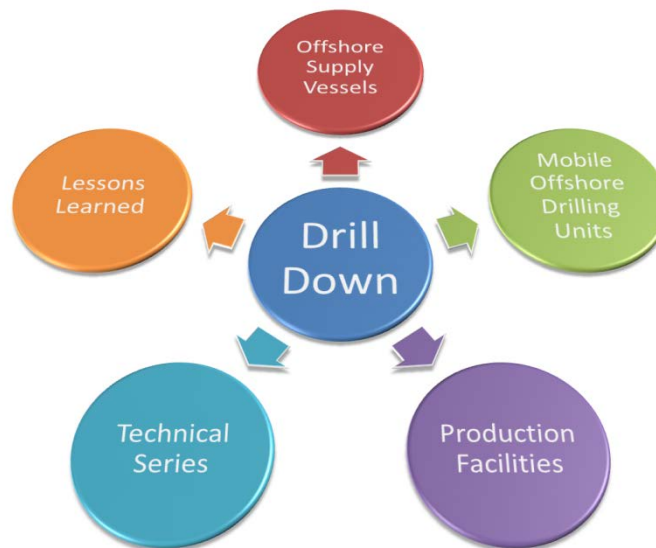 Offshore
Supply
Vessels
Lessons
Learned
Mobile
Offshore
Drilling
Units
Drill
Down
Technical
Series
Production
Facilities